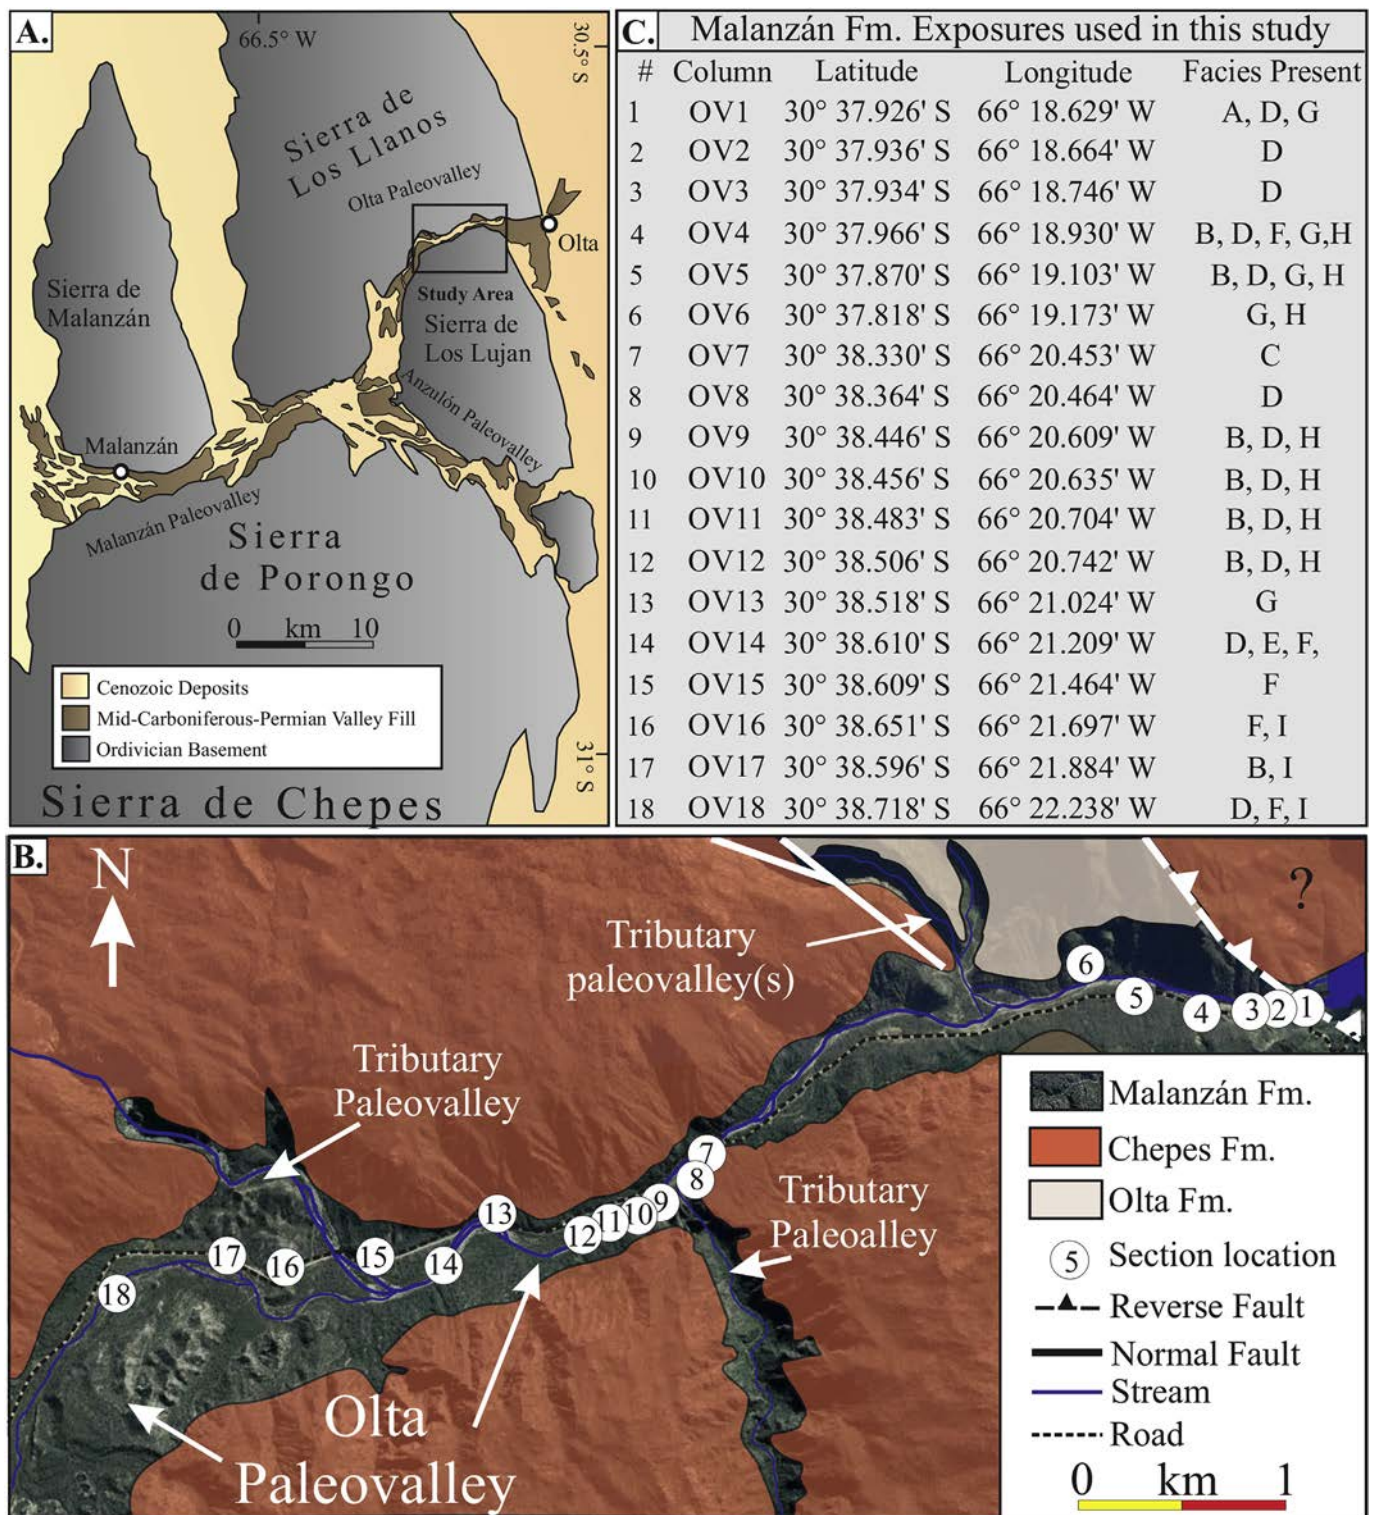 A.
66.5° W
30.5° S
Sierra de
Los Llanos
Olta Paleovalley
Olta
Study Area
Sierra de
Malanzán
Sierra de
Los Lujan
Anzulón Paleovalley
Malanzán
Malanzán Paleovalley
Sierra
de Porongo
0 km 10
Cenozoic Deposits
Mid-Carboniferous-Permian Valley Fill
Ordivician Basement
31° S
Sierra de Chepes
C. Malanzán Fm. Exposures used in this study
# Column Latitude Longitude Facies Present
1 OV1 30° 37.926' S 66° 18.629' W A, D, G
2 OV2 30° 37.936' S 66° 18.664' W D
3 OV3 30° 37.934' S 66° 18.746' W D
4 OV4 30° 37.966' S 66° 18.930' W B, D, F, G,H
5 OV5 30° 37.870' S 66° 19.103' W B, D, G, H
6 OV6 30° 37.818' S 66° 19.173' W G, H
7 OV7 30° 38.330' S 66° 20.453' W C
8 OV8 30° 38.364' S 66° 20.464' W D
9 OV9 30° 38.446' S 66° 20.609' W B, D, H
10 OV10 30° 38.456' S 66° 20.635' W B, D, H
11 OV11 30° 38.483' S 66° 20.704' W B, D, H
12 OV12 30° 38.506' S 66° 20.742' W B, D, H
13 OV13 30° 38.518' S 66° 21.024' W G
14 OV14 30° 38.610' S 66° 21.209' W D, E, F,
15 OV15 30° 38.609' S 66° 21.464' W F
16 OV16 30° 38.651' S 66° 21.697' W F, I
17 OV17 30° 38.596' S 66° 21.884' W B, I
18 OV18 30° 38.718' S 66° 22.238' W D, F, I
B.
N
?
Tributary
paleovalley(s)
6
5
4
3
2
1
Tributary
Paleovalley
7
8
9
10
11
12
13
14
15
16
17
18
Tributary
Paleoalley
Olta
Paleovalley
Malanzán Fm.
Chepes Fm.
Olta Fm.
5 Section location
Reverse Fault
Normal Fault
Stream
Road
0 km 1